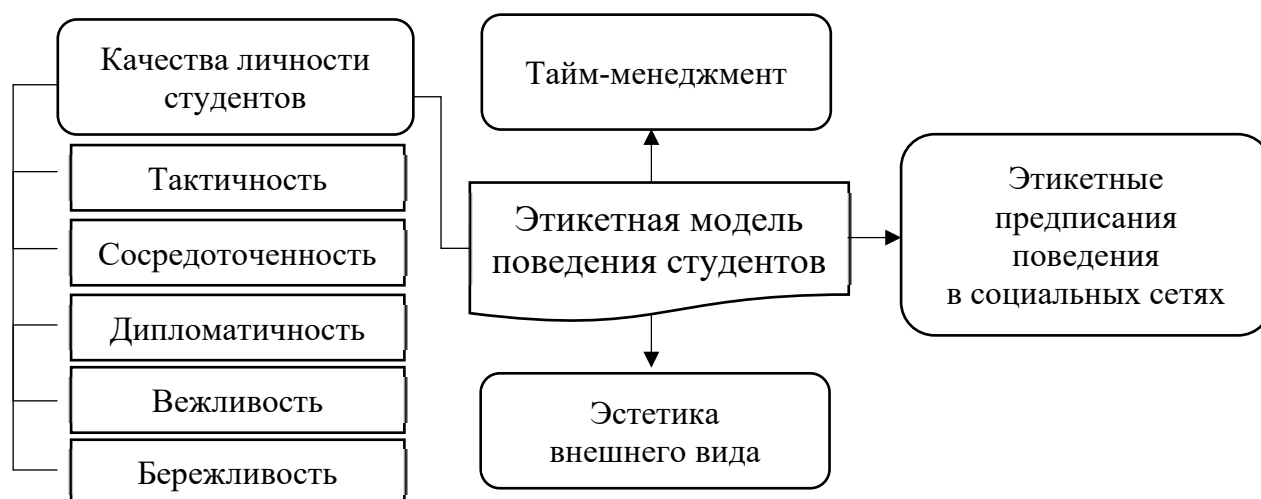 Качества личности
студентов
Тактичность
Сосредоточенность
Дипломатичность
Вежливость
Бережливость
Тайм-менеджмент
Этикетная модель
поведения студентов
Эстетика
внешнего вида
Этикетные
предписания
поведения
в социальных сетях